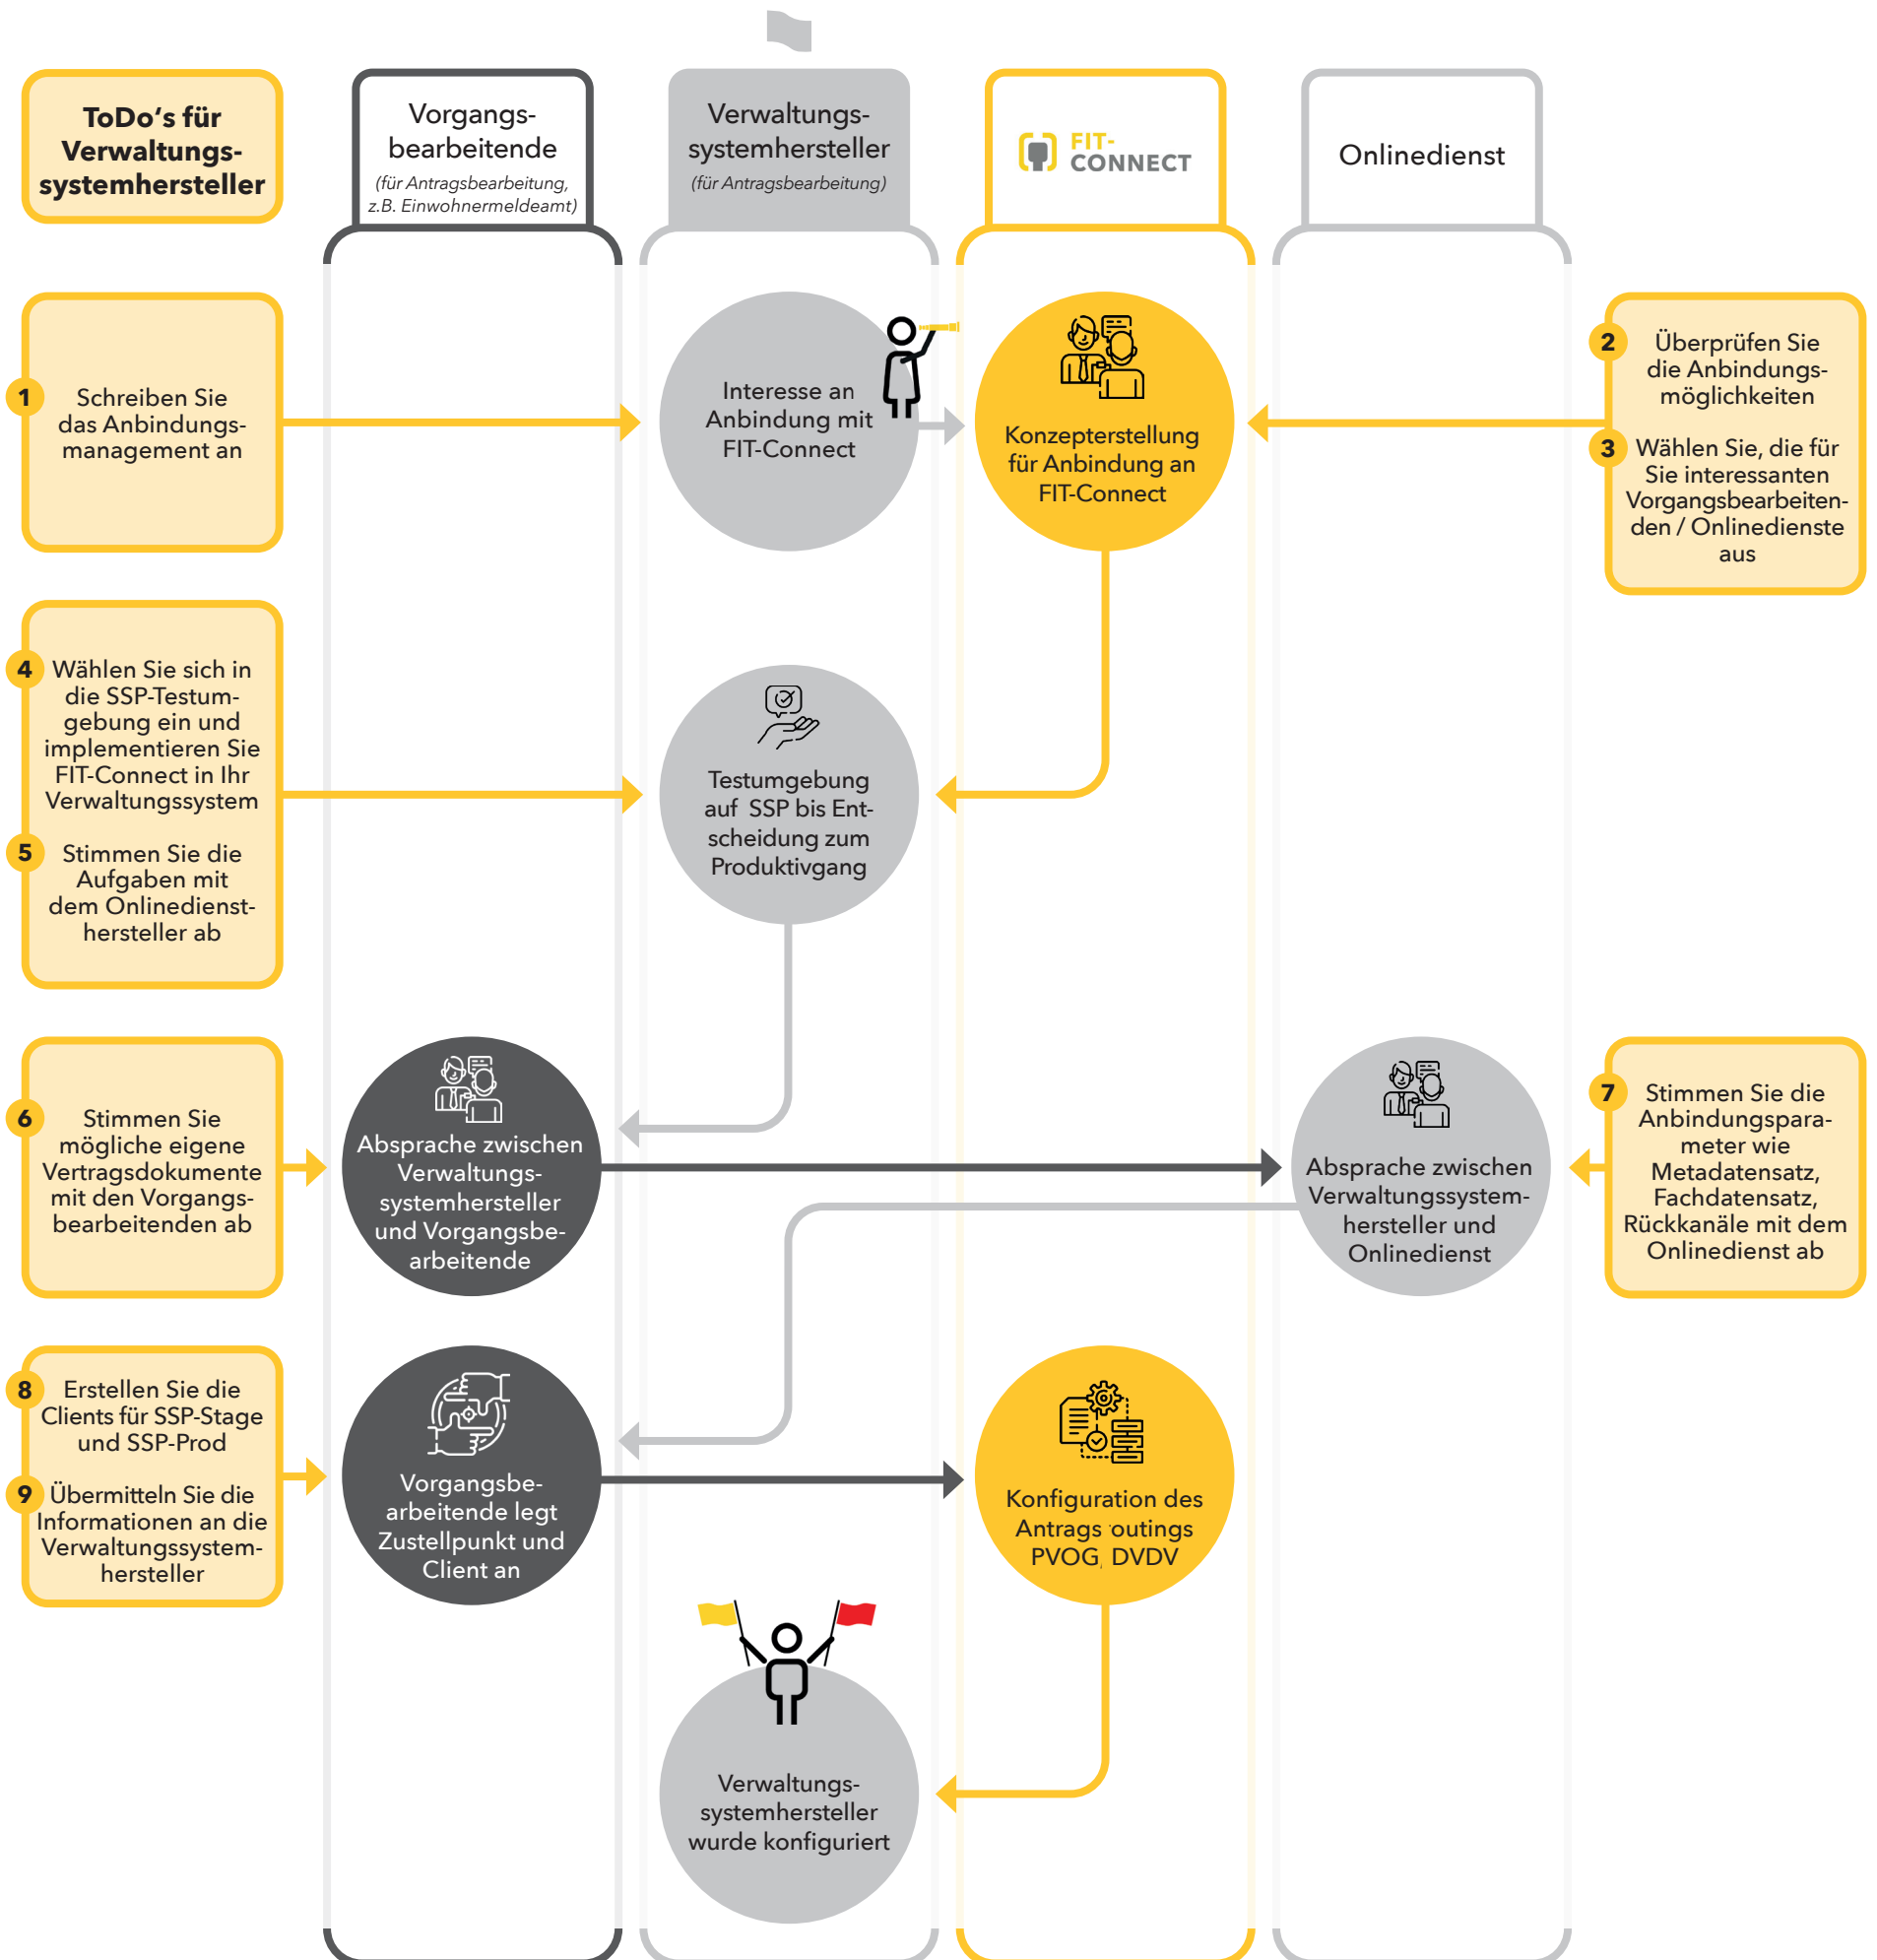 ToDo‘s für
Verwaltungs-
systemhersteller
Vorgangs-
bearbeitende
(für Antragsbearbeitung,
z.B. Einwohnermeldeamt)
Verwaltungs-
systemhersteller
(für Antragsbearbeitung)
FIT-
CONNECT
Onlinedienst
1 Schreiben Sie
das Anbindungs-
management an
Interesse an
Anbindung mit
FIT-Connect
Konzepterstellung
für Anbindung an
FIT-Connect
2 Überprüfen Sie
die Anbindungs-
möglichkeiten
3 Wählen Sie, die für
Sie interessanten
Vorgangsbearbeiten-
den / Onlinedienste
aus
4 Wählen Sie sich in
die SSP-Testum-
gebung ein und
implementieren Sie
FIT-Connect in Ihr
Verwaltungssystem
5 Stimmen Sie die
Aufgaben mit
dem Onlinedienst-
hersteller ab
Testumgebung
auf SSP bis Ent-
scheidung zum
Produktivgang
6 Stimmen Sie
mögliche eigene
Vertragsdokumente
mit den Vorgangs-
bearbeitenden ab
Absprache zwischen
Verwaltungs-
systemhersteller
und Vorgangsbe-
arbeitende
Absprache zwischen
Verwaltungssystem-
hersteller und
Onlinedienst
7 Stimmen Sie die
Anbindungspara-
meter wie
Metadatensatz,
Fachdatensatz,
Rückkanäle mit dem
Onlinedienst ab
8 Erstellen Sie die
Clients für SSP-Stage
und SSP-Prod
9 Übermitteln Sie die
Informationen an die
Verwaltungssystem-
hersteller
Vorgangsbe-
arbeitende legt
Zustellpunkt und
Client an
Konfiguration des
Antragsroutings
PVOG, DVDV
Verwaltungs-
systemhersteller
wurde konfiguriert